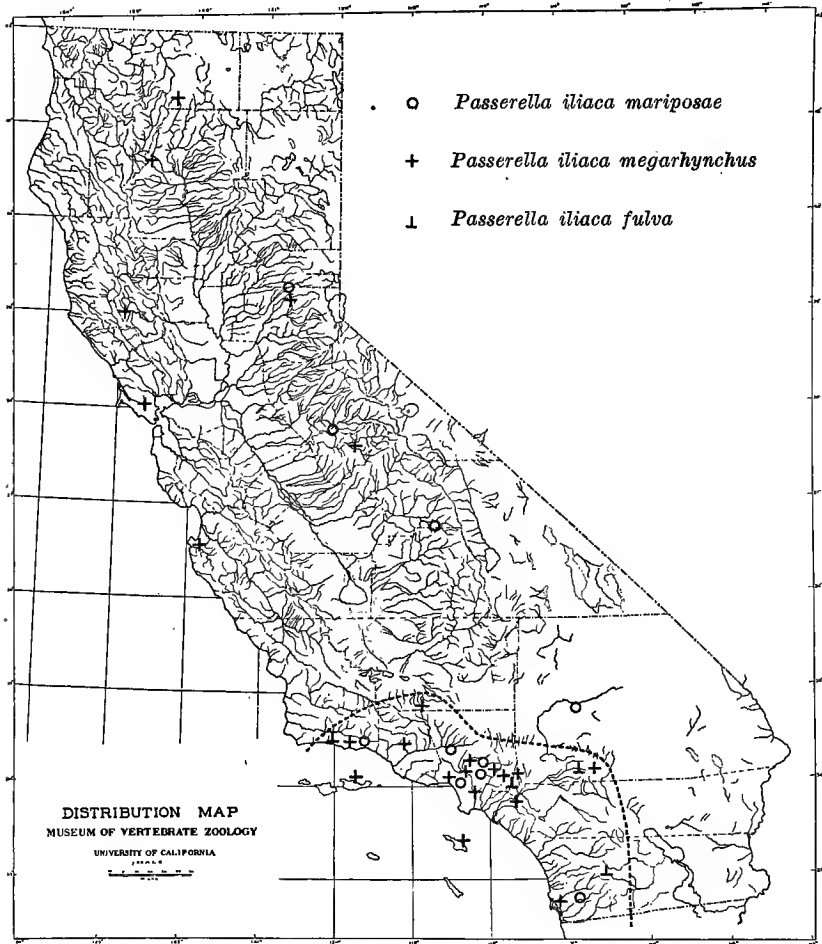 Passerella iliaca mariposae
Passerella iliaca megarhynchus
Passerella iliaca fulva
DISTRIBUTION MAP
MUSEUM OF VERTEBRATE ZOOLOGY
UNIVERSITY OF CALIFORNIA